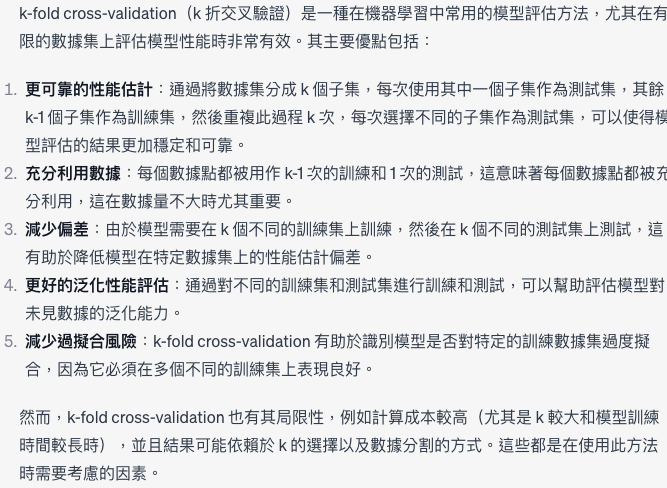 k-fold cross-validation（k 折交叉驗證）是一種在機器學習中常用的模型評估方法，尤其在有
限的數據集上評估模型性能時非常有效。其主要優點包括：
1. 更可靠的性能估計：通過將數據集分成 k 個子集，每次使用其中一個子集作為測試集，其餘
k-1 個子集作為訓練集，然後重複此過程 k 次，每次選擇不同的子集作為測試集，可以使得模
型評估的結果更加穩定和可靠。
2. 充分利用數據：每個數據點都被用作 k-1 次的訓練和 1 次的測試，這意味著每個數據點都被充
分利用，這在數據量不大時尤其重要。
3. 減少偏差：由於模型需要在 k 個不同的訓練集上訓練，然後在 k 個不同的測試集上測試，這
有助於降低模型在特定數據集上的性能估計偏差。
4. 更好的泛化性能評估：通過對不同的訓練集和測試集進行訓練和測試，可以幫助評估模型對
未見數據的泛化能力。
5. 減少過擬合風險：k-fold cross-validation 有助於識別模型是否對特定的訓練數據集過度擬
合，因為它必須在多個不同的訓練集上表現良好。
然而，k-fold cross-validation 也有其局限性，例如計算成本較高（尤其是 k 較大和模型訓練
時間較長時），並且結果可能依賴於 k 的選擇以及數據分割的方式。這些都是在使用此方法
時需要考慮的因素。